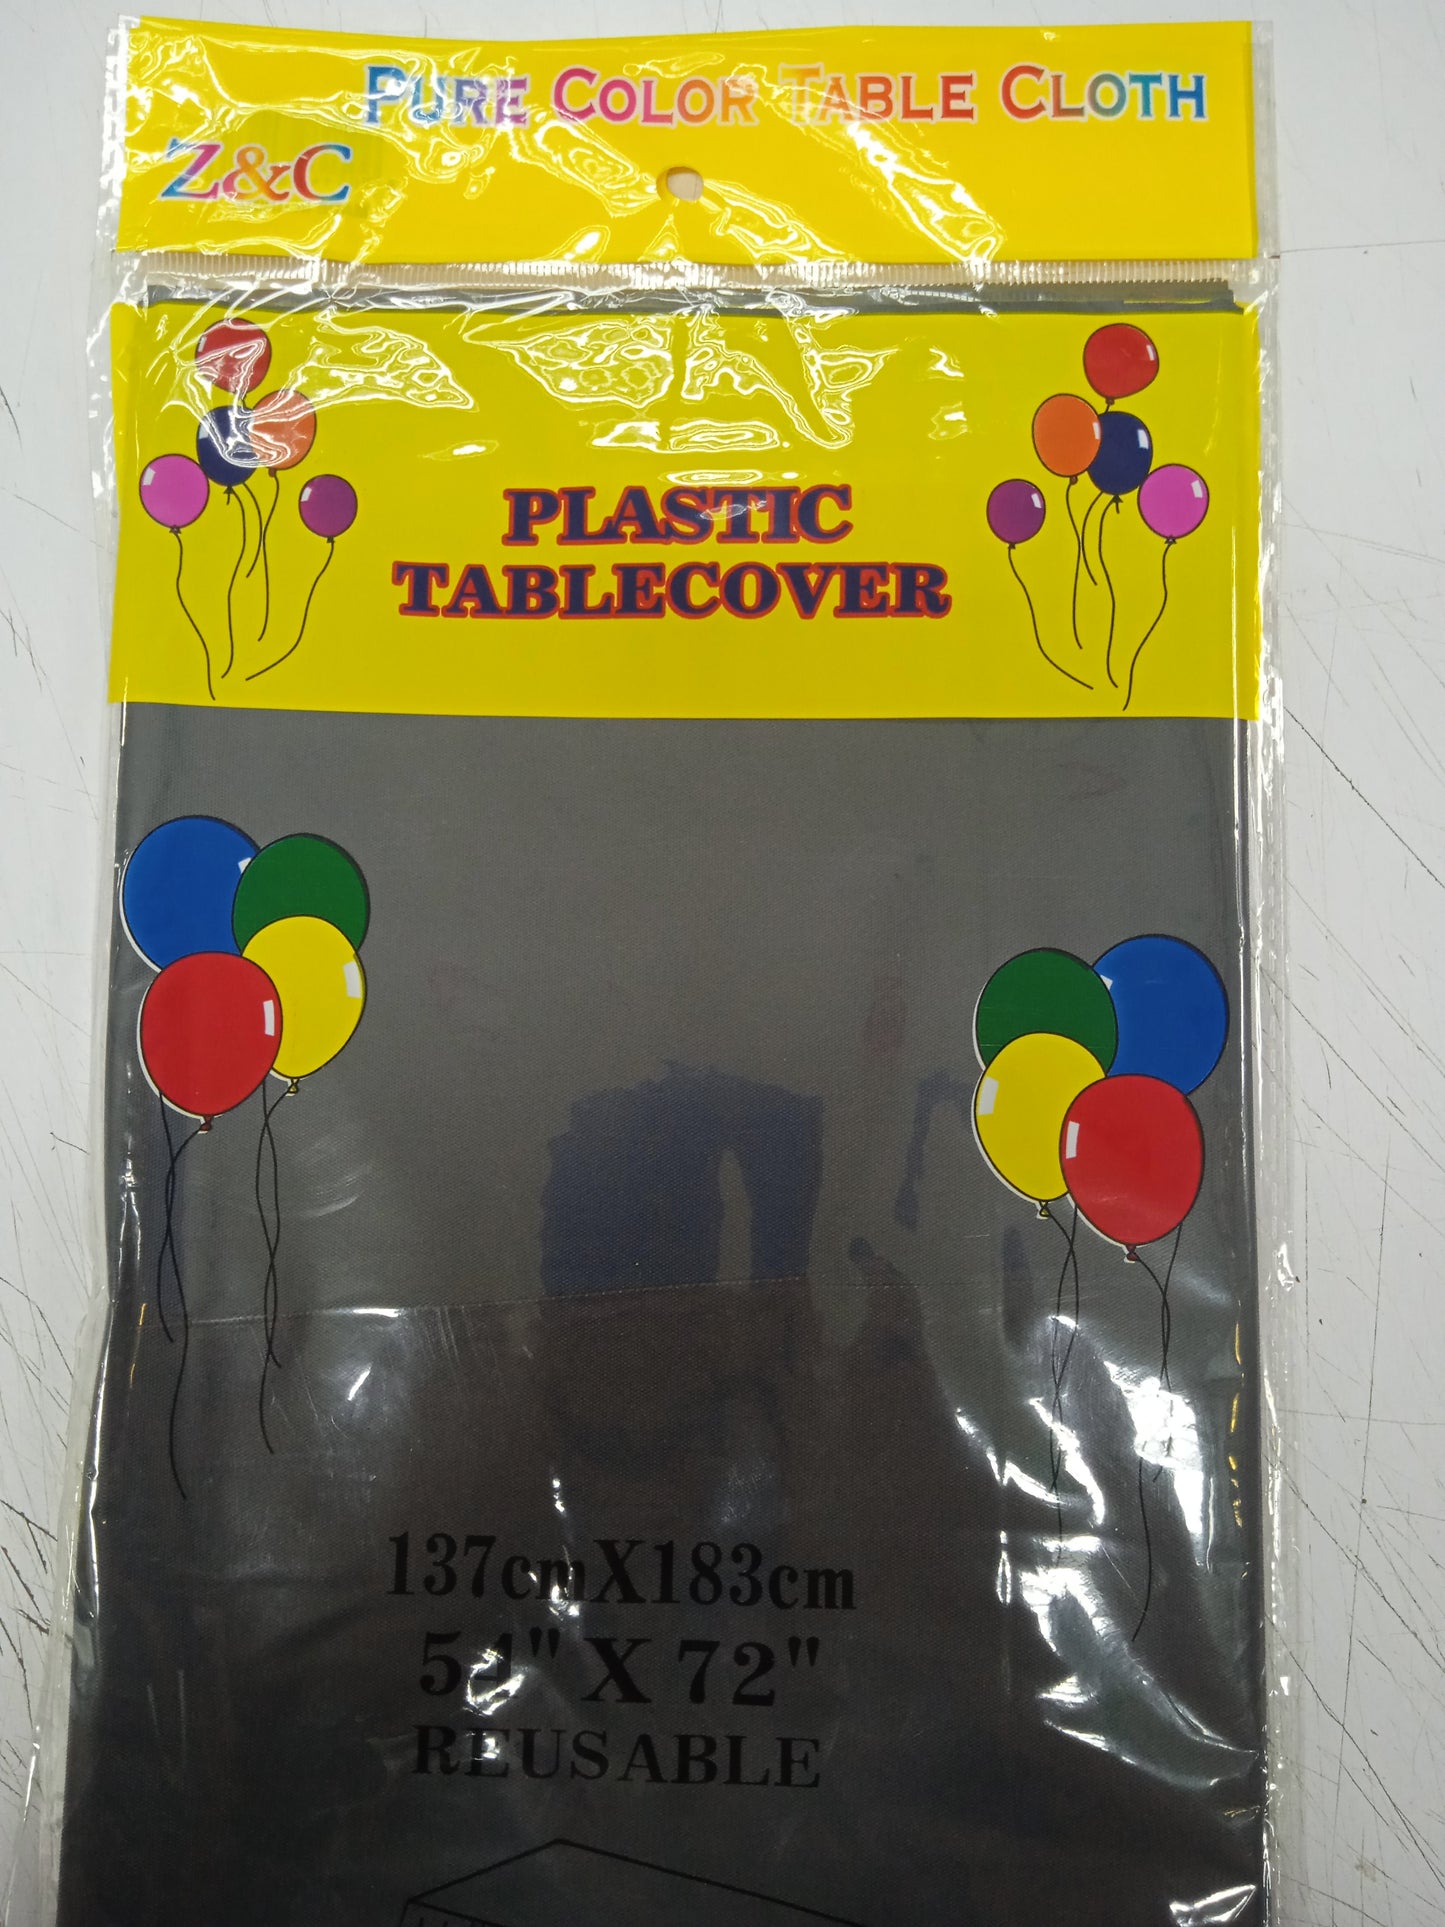 PURE COLOR TABLE CLOTH
Z&C
PLASTIC
TABLECOVER
137cmX183cm
54" X 72"
REUSABLE